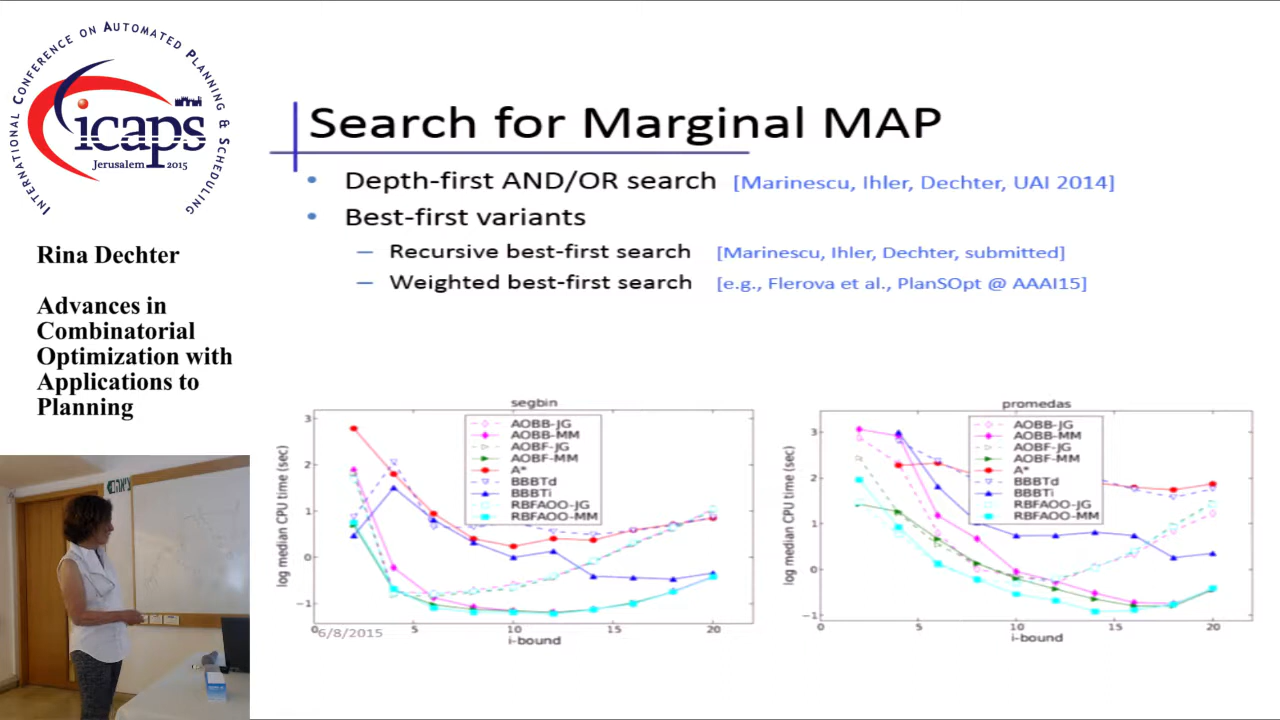 INTERNATIONAL CONFERENCE ON AUTOMATED PLANNING & SCHEDULING
icaps
Jerusalem 2015
Rina Dechter
Advances in
Combinatorial
Optimization with
Applications to
Planning
Search for Marginal MAP
• Depth-first AND/OR search [Marinescu, Ihler, Dechter, UAI 2014]
• Best-first variants
– Recursive best-first search [Marinescu, Ihler, Dechter, submitted]
– Weighted best-first search [e.g., Flerova et al., PlanSOpt @ AAAI15]
segbin
log median CPU time (sec)
3
2
1
0
−1
AOBB-JG
AOBB-MM
AOBF-JG
AOBF-MM
A*
BBBTd
BBBTi
RBFAOO-JG
RBFAOO-MM
0 5 10 15 20
i-bound
6/8/2015
promedas
log median CPU time (sec)
3
2
1
0
−1
AOBB-JG
AOBB-MM
AOBF-JG
AOBF-MM
A*
BBBTd
BBBTi
RBFAOO-JG
RBFAOO-MM
0 5 10 15 20
i-bound